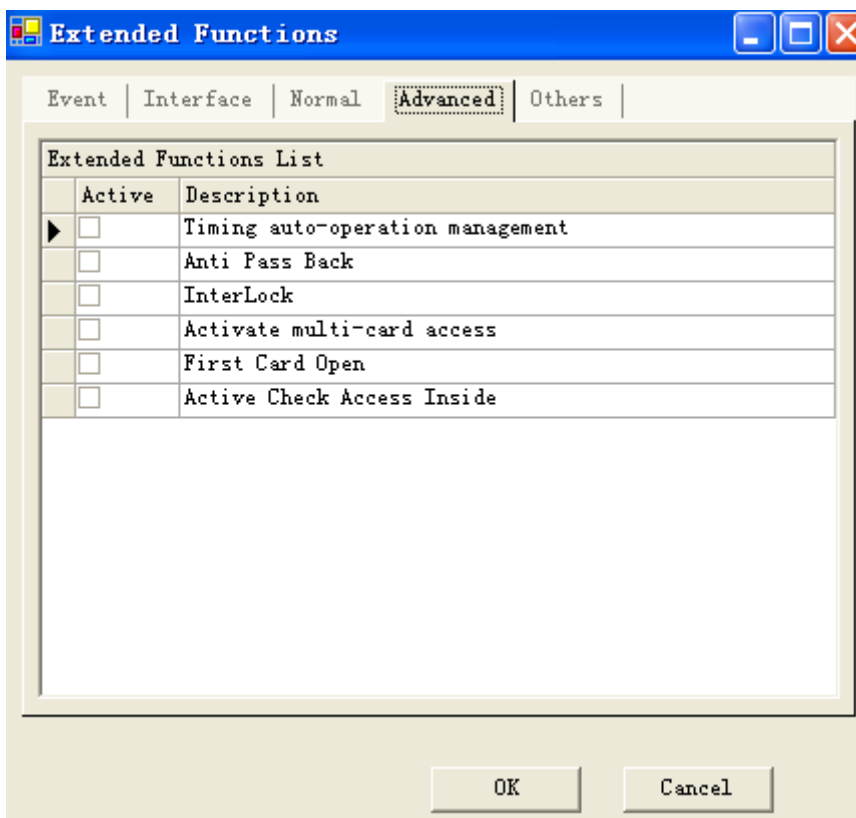 Extended Functions
Event Interface Normal Advanced Others
Extended Functions List
Active Description
Timing auto-operation management
Anti Pass Back
InterLock
Activate multi-card access
First Card Open
Active Check Access Inside
OK Cancel